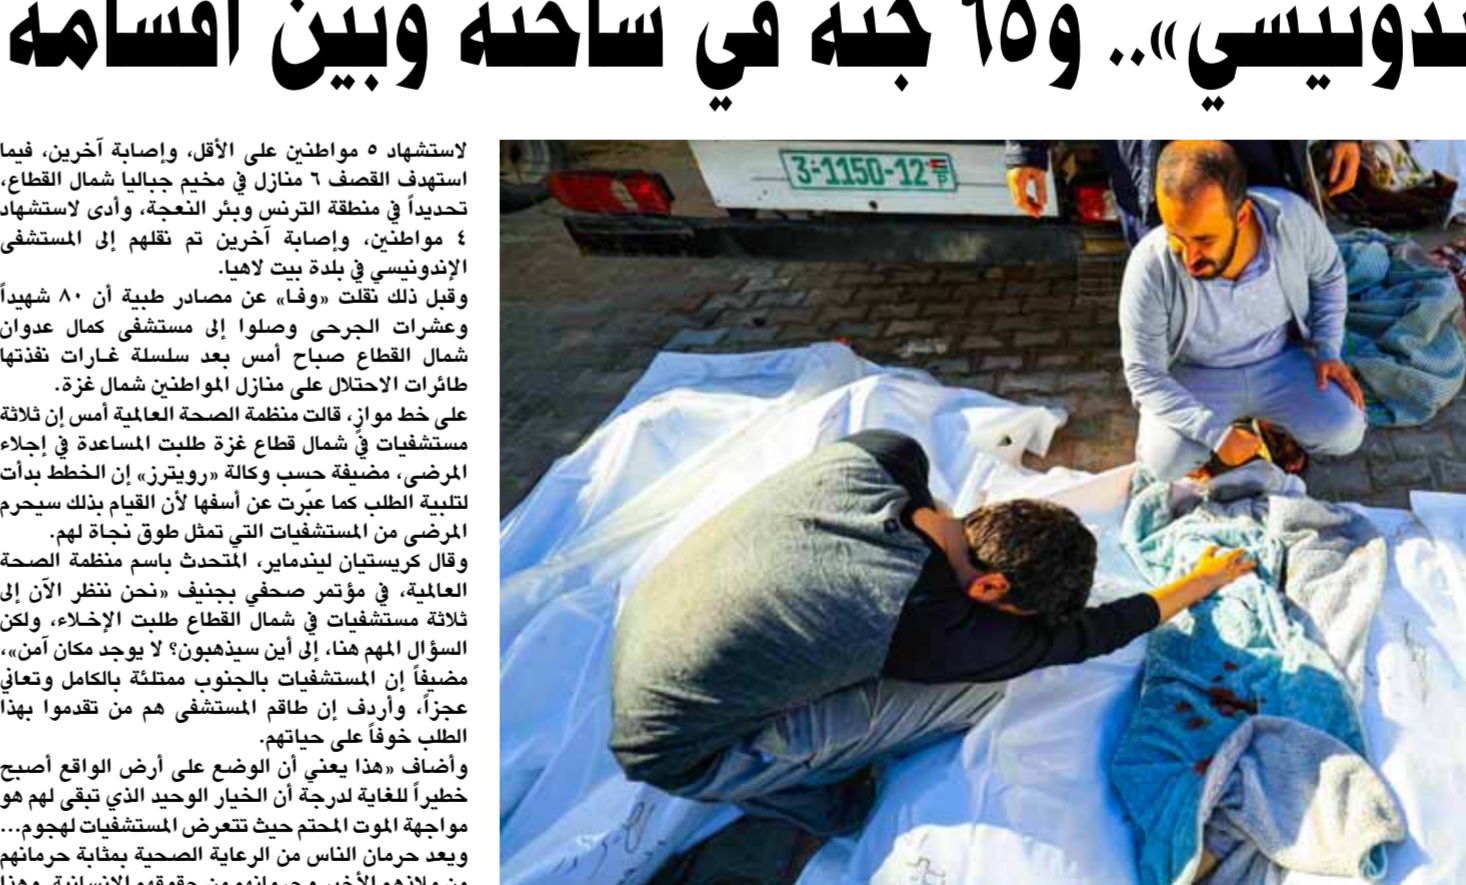 دونيسي».. و٦٥ جثة في ساحته وبين أقسامه
لاستشهاد ٥ مواطنين على الأقل، وإصابة آخرين، فيما
استهدف القصف ٦ منازل في مخيم جباليا شمال القطاع،
تحديداً في منطقة الترنس وبئر النعجة، وأدى لاستشهاد
٤ مواطنين، وإصابة آخرين تم نقلهم إلى المستشفى
الإندونيسي في بلدة بيت لاهيا.
وقبل ذلك نقلت «وفا» عن مصادر طبية أن ٨٠ شهيداً
وعشرات الجرحى وصلوا إلى مستشفى كمال عدوان
شمال القطاع صباح أمس بعد سلسلة غارات نفذتها
طائرات الاحتلال على منازل المواطنين شمال غزة.
على خط موازٍ، قالت منظمة الصحة العالمية أمس إن ثلاثة
مستشفيات في شمال قطاع غزة طلبت المساعدة في إجلاء
المرضى، مضيفة حسب وكالة «رويترز» إن الخطط بدأت
لتلبية الطلب كما عبّرت عن أسفها لأن القيام بذلك سيحرم
المرضى من المستشفيات التي تمثل طوق نجاة لهم.
وقال كريستيان ليندماير، المتحدث باسم منظمة الصحة
العالمية، في مؤتمر صحفي بجنيف «نحن ننظر الآن إلى
ثلاثة مستشفيات في شمال القطاع طلبت الإخلاء، ولكن
السؤال المهم هنا، إلى أين سيذهبون؟ لا يوجد مكان آمن»،
مضيفاً إن المستشفيات بالجنوب ممتلئة بالكامل وتعاني
عجزاً، وأردف إن طاقم المستشفى هم من تقدموا بهذا
الطلب خوفاً على حياتهم.
وأضاف «هذا يعني أن الوضع على أرض الواقع أصبح
خطيراً للغاية لدرجة أن الخيار الوحيد الذي تبقى لهم هو
مواجهة الموت المحتم حيث تتعرض المستشفيات لهجوم...
ويعد حرمان الناس من الرعاية الصحية بمثابة حرمانهم
من ملاذهم الأخير وحرمانهم من حقوقهم الإنسانية وهذا
3-1150-12 P